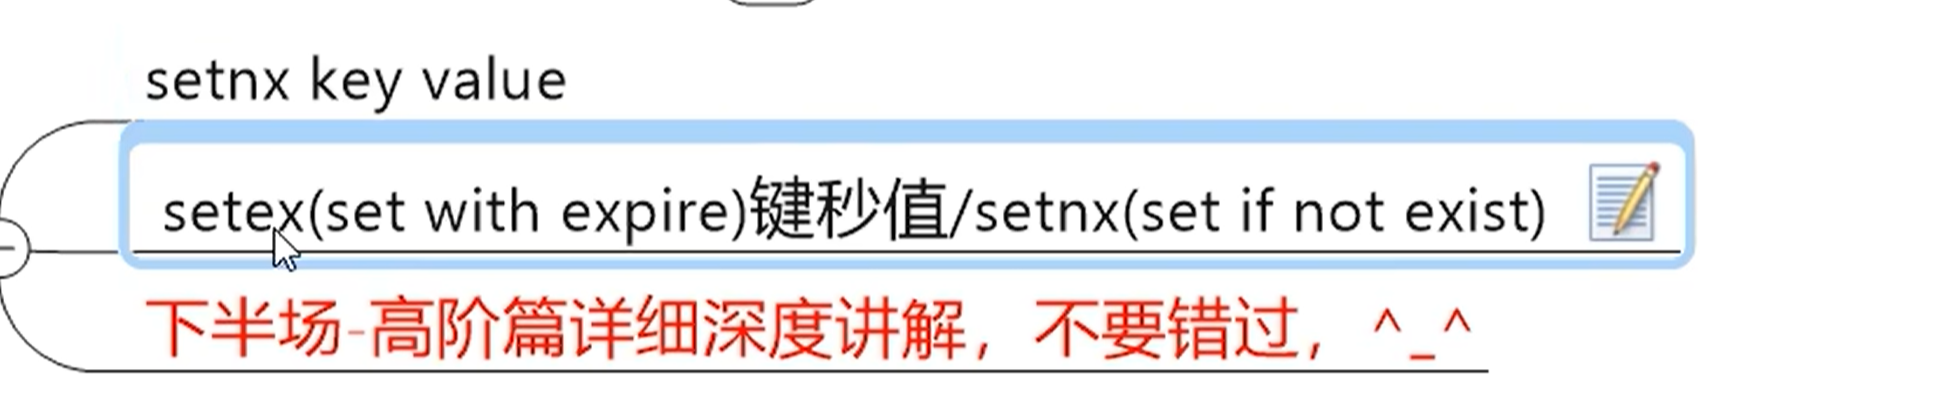 setnx key value
setex(set with expire)键秒值/setnx(set if not exist)
下半场-高阶篇详细深度讲解，不要错过，^_^